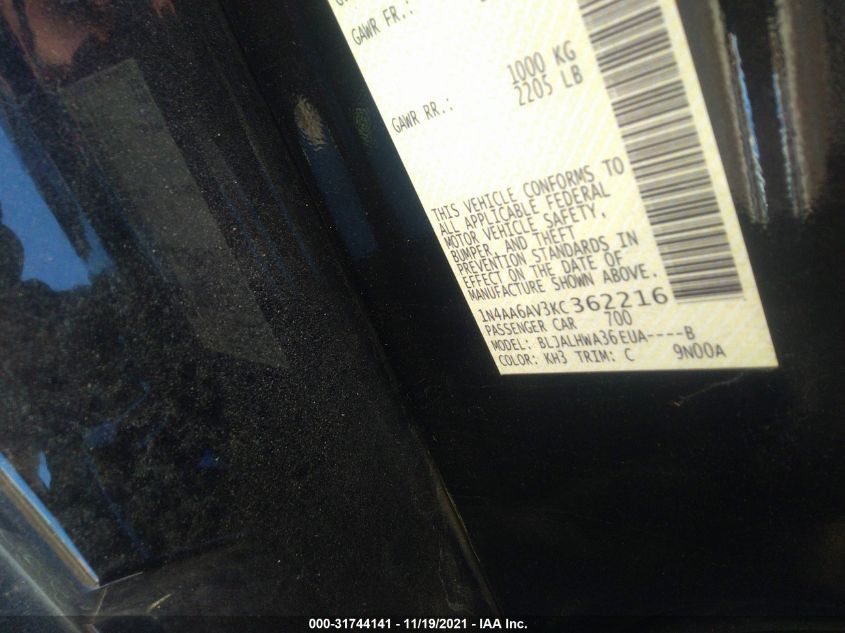 GAWR FR.:
1000 KG
GAWR RR.: 2205 LB
THIS VEHICLE CONFORMS TO
ALL APPLICABLE FEDERAL
MOTOR VEHICLE SAFETY,
BUMPER, AND THEFT
PREVENTION STANDARDS IN
EFFECT ON THE DATE OF
MANUFACTURE SHOWN ABOVE.
1N4AA6AV3KC362216
PASSENGER CAR 700
MODEL: BLJALHWA36EUA----B
COLOR: KH3 TRIM: C 9N00A
000-31744141 - 11/19/2021 - IAA Inc.